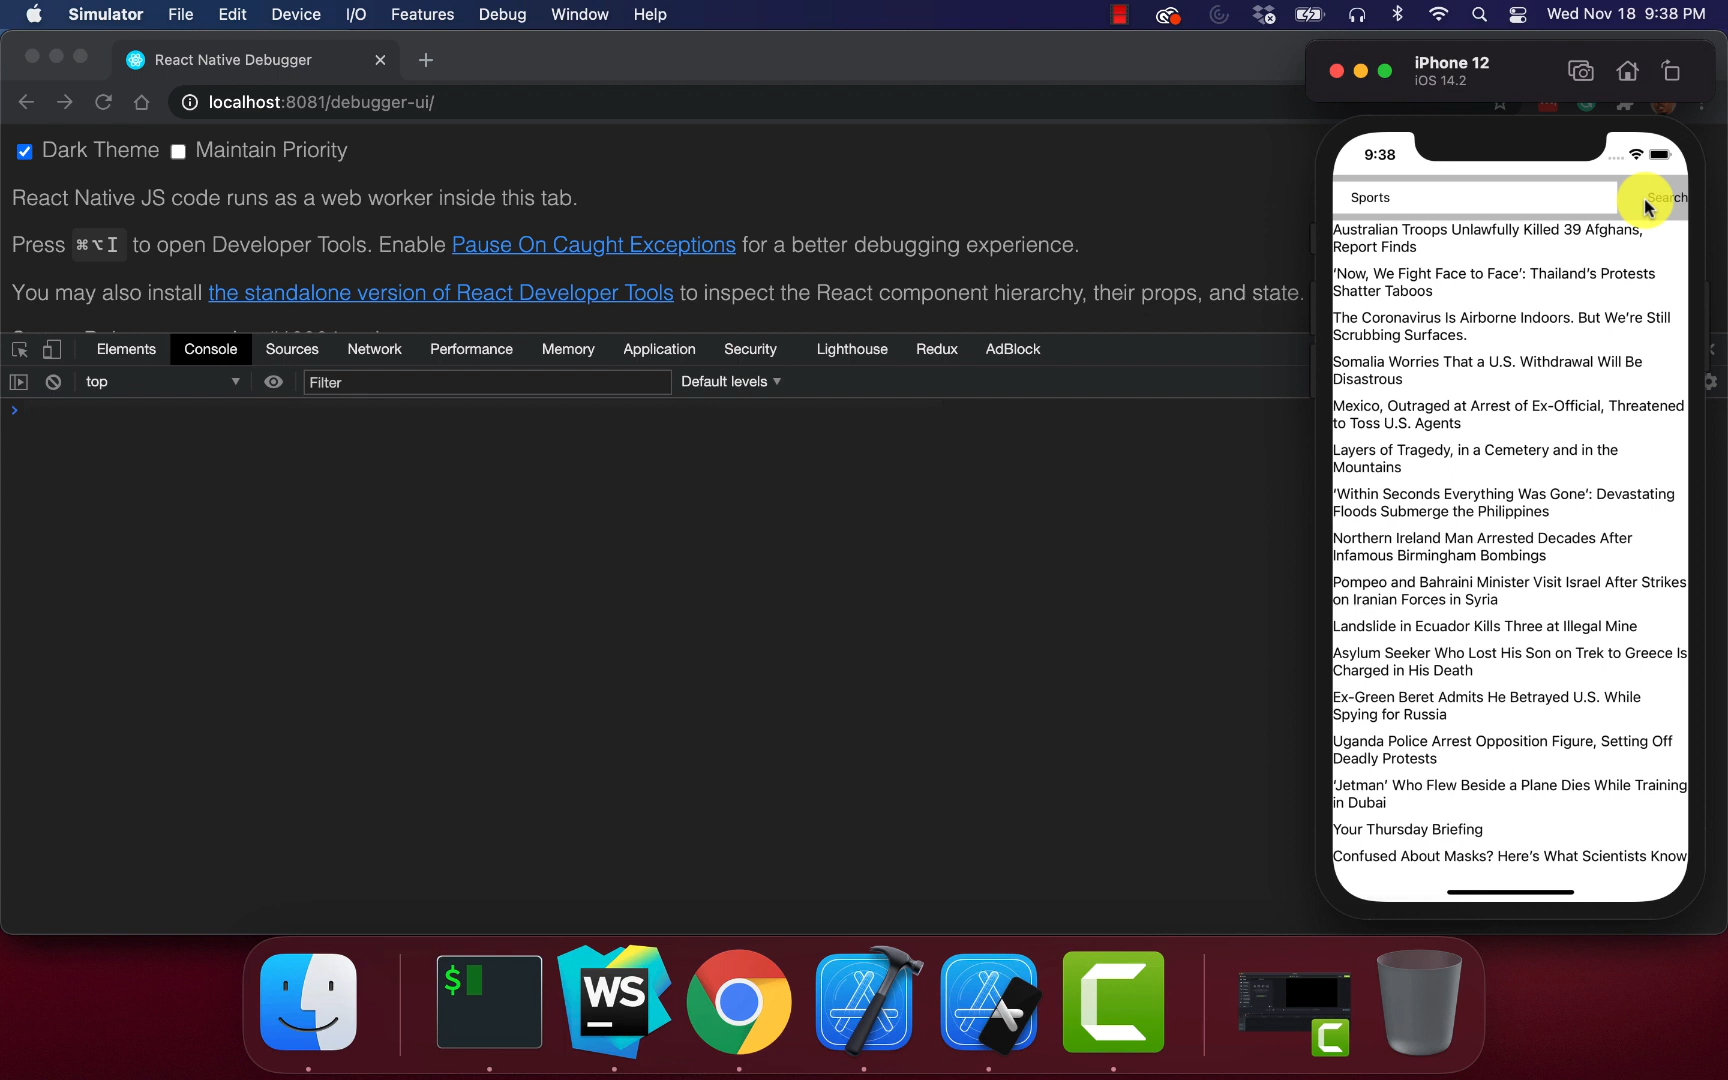 Simulator File Edit Device I/O Features Debug Window Help Wed Nov 18 9:38 PM
React Native Debugger
localhost:8081/debugger-ui/
Dark Theme Maintain Priority
React Native JS code runs as a web worker inside this tab.
Press ⌘⌥I to open Developer Tools. Enable Pause On Caught Exceptions for a better debugging experience.
You may also install the standalone version of React Developer Tools to inspect the React component hierarchy, their props, and state.
Elements Console Sources Network Performance Memory Application Security Lighthouse Redux AdBlock
top Filter Default levels
iPhone 12
iOS 14.2
9:38
Sports Search
Australian Troops Unlawfully Killed 39 Afghans,
Report Finds
‘Now, We Fight Face to Face’: Thailand’s Protests
Shatter Taboos
The Coronavirus Is Airborne Indoors. But We’re Still
Scrubbing Surfaces.
Somalia Worries That a U.S. Withdrawal Will Be
Disastrous
Mexico, Outraged at Arrest of Ex-Official, Threatened
to Toss U.S. Agents
Layers of Tragedy, in a Cemetery and in the
Mountains
‘Within Seconds Everything Was Gone’: Devastating
Floods Submerge the Philippines
Northern Ireland Man Arrested Decades After
Infamous Birmingham Bombings
Pompeo and Bahraini Minister Visit Israel After Strikes
on Iranian Forces in Syria
Landslide in Ecuador Kills Three at Illegal Mine
Asylum Seeker Who Lost His Son on Trek to Greece Is
Charged in His Death
Ex-Green Beret Admits He Betrayed U.S. While
Spying for Russia
Uganda Police Arrest Opposition Figure, Setting Off
Deadly Protests
‘Jetman’ Who Flew Beside a Plane Dies While Training
in Dubai
Your Thursday Briefing
Confused About Masks? Here’s What Scientists Know
$
WS